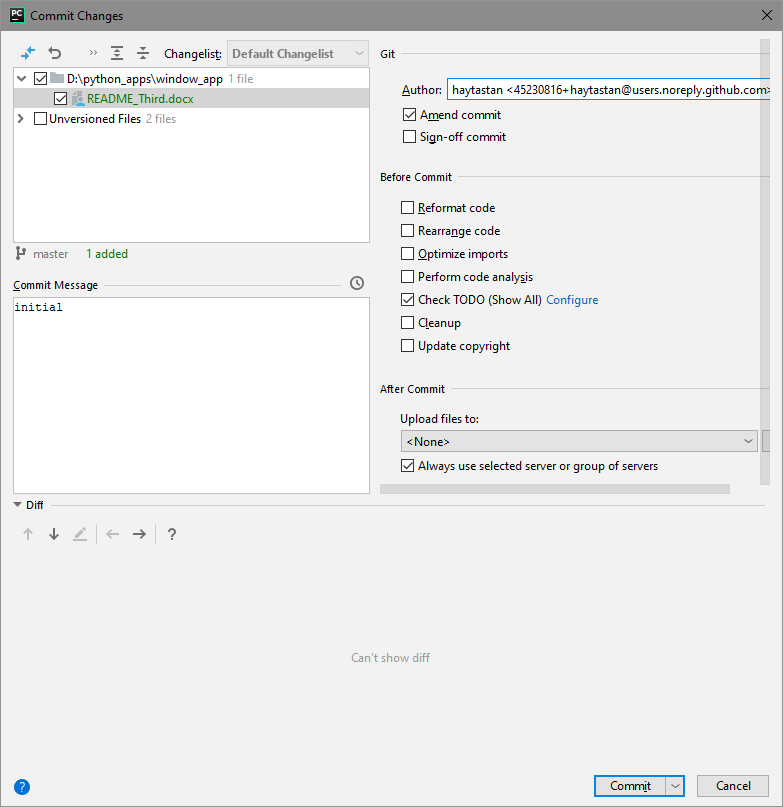 PC Commit Changes
Changelist: Default Changelist
D:\python_apps\window_app 1 file
README_Third.docx
Unversioned Files 2 files
master 1 added
Commit Message
initial
Git
Author: haytastan <45230816+haytastan@users.noreply.github.com>
Amend commit
Sign-off commit
Before Commit
Reformat code
Rearrange code
Optimize imports
Perform code analysis
Check TODO (Show All) Configure
Cleanup
Update copyright
After Commit
Upload files to:
<None>
Always use selected server or group of servers
Diff
?
Can't show diff
? Commit Cancel